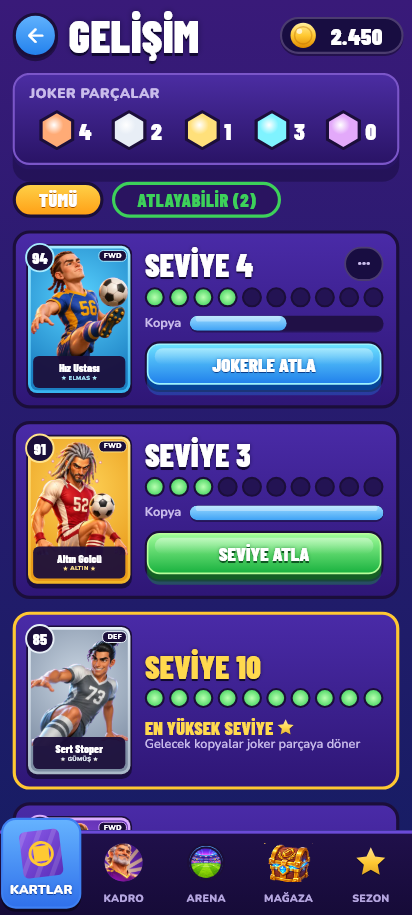 GELİŞİM
2.450
JOKER PARÇALAR
4 2 1 3 0
TÜMÜ
ATLAYABİLİR (2)
94
FWD
56
Hız Ustası
★ ELMAS ★
SEVİYE 4
...
Kopya
JOKERLE ATLA
91
FWD
52
Altın Golcü
★ ALTIN ★
SEVİYE 3
Kopya
SEVİYE ATLA
85
DEF
73
Sert Stoper
★ GÜMÜŞ ★
SEVİYE 10
EN YÜKSEK SEVİYE ⭐
Gelecek kopyalar joker parçaya döner
FWD
KARTLAR
KADRO
ARENA
MAĞAZA
SEZON